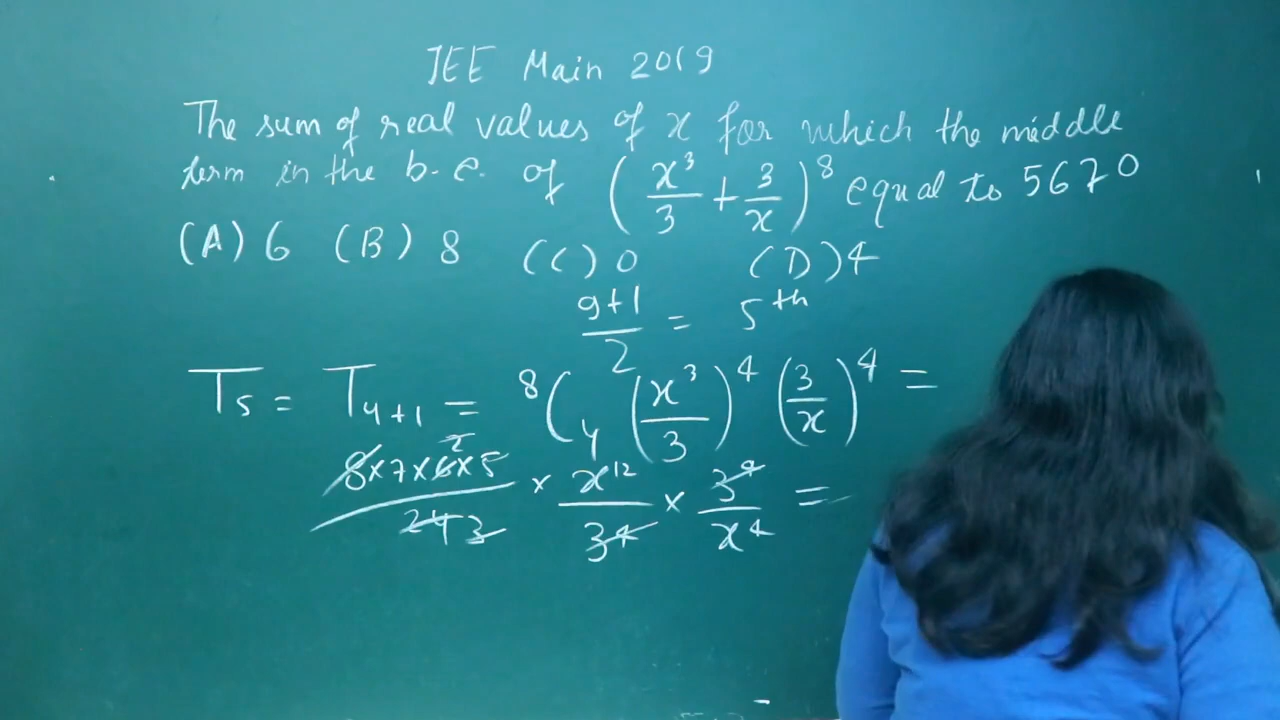 JEE Main 2019
The sum of real values of x for which the middle
term in the b.e. of (x³/3 + 3/x)⁸ equal to 5670
(A) 6 (B) 8 (C) 0 (D) 4
9+1/2 = 5th
T₅ = T₄₊₁ = ⁸C₄ (x³/3)⁴ (3/x)⁴ =
8×7×6×5/ × x¹²/3⁴ × 3⁴/x⁴ =